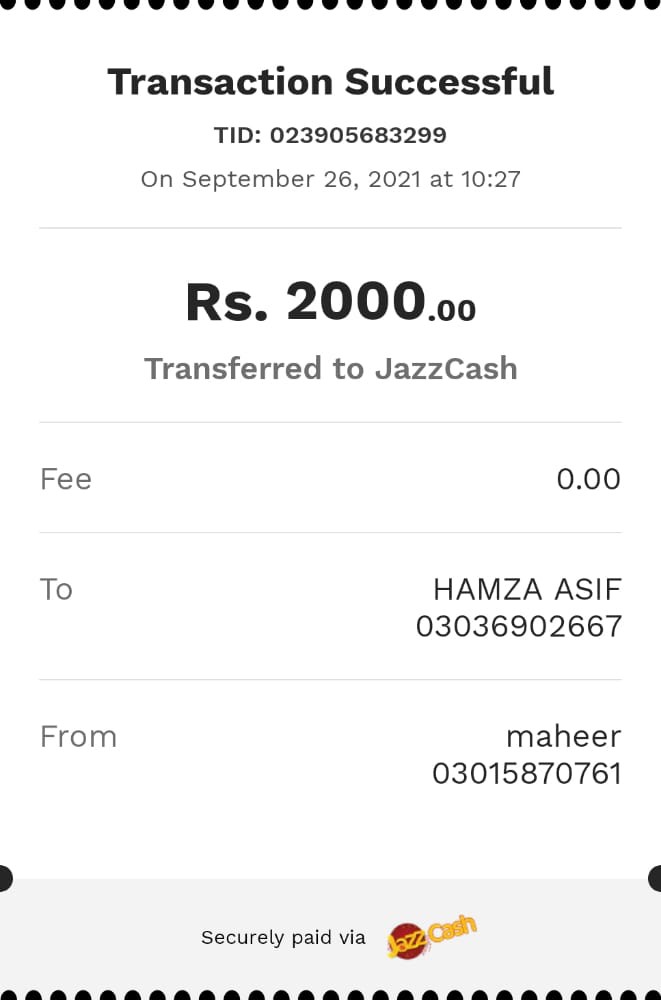 Transaction Successful
TID: 023905683299
On September 26, 2021 at 10:27
Rs. 2000.00
Transferred to JazzCash
Fee 0.00
To HAMZA ASIF
03036902667
From maheer
03015870761
Securely paid via JazzCash